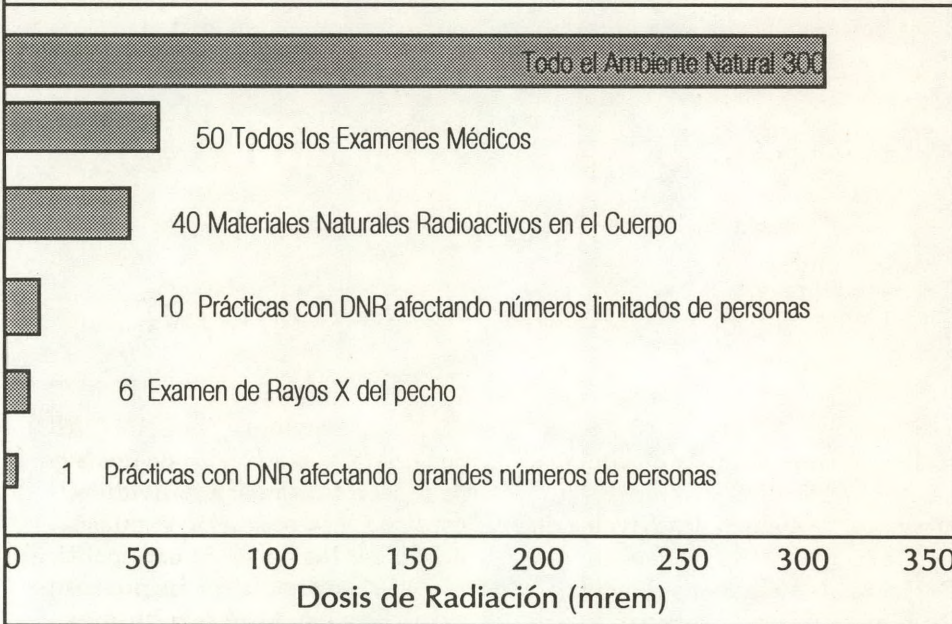 Todo el Ambiente Natural 300
50 Todos los Examenes Médicos
40 Materiales Naturales Radioactivos en el Cuerpo
10 Prácticas con DNR afectando números limitados de personas
6 Examen de Rayos X del pecho
1 Prácticas con DNR afectando grandes números de personas
0 50 100 150 200 250 300 350
Dosis de Radiación (mrem)